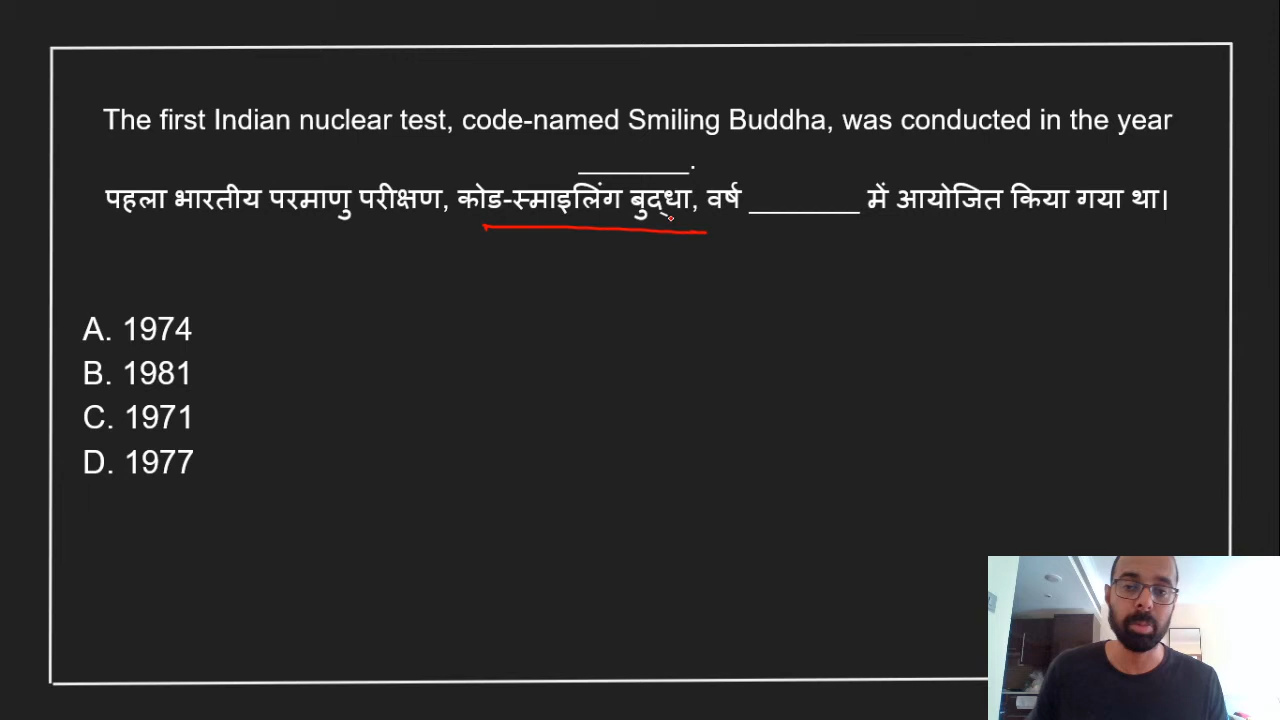 The first Indian nuclear test, code-named Smiling Buddha, was conducted in the year
________.
पहला भारतीय परमाणु परीक्षण, कोड-स्माइलिंग बुद्धा, वर्ष ________ में आयोजित किया गया था।
A. 1974
B. 1981
C. 1971
D. 1977